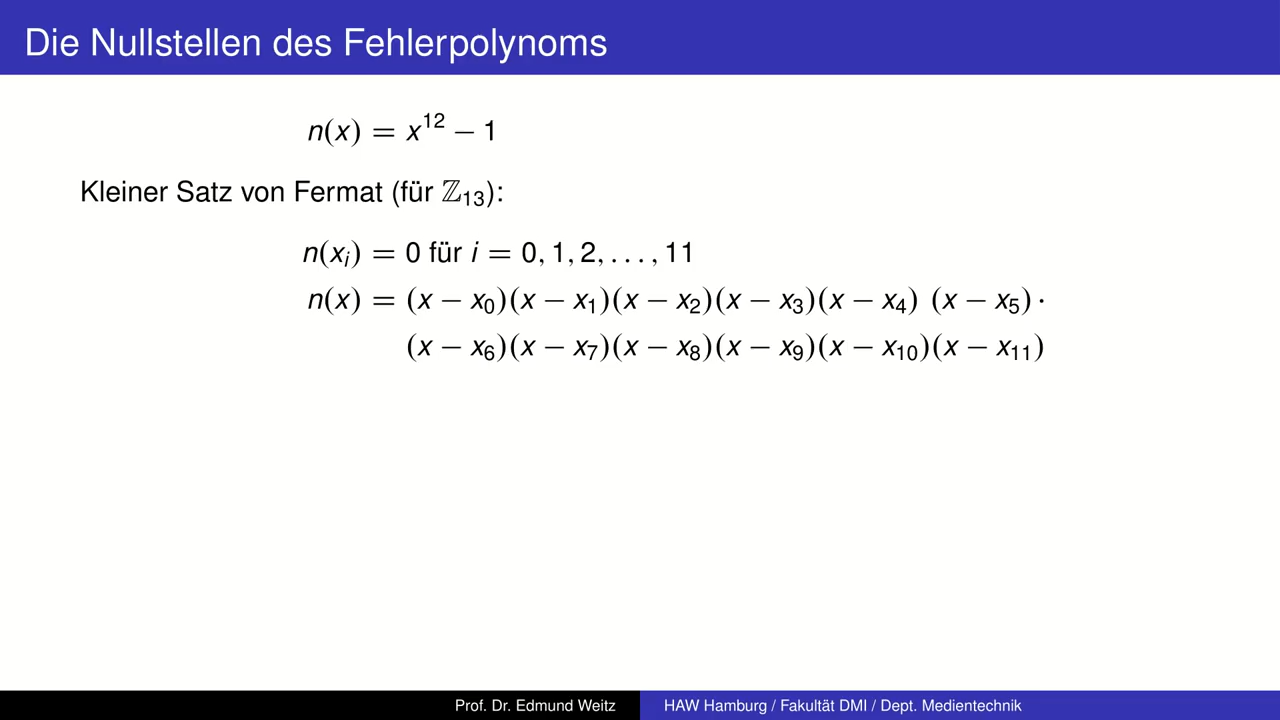 Die Nullstellen des Fehlerpolynoms
n(x) = x^12 − 1
Kleiner Satz von Fermat (für ℤ_13):
n(x_i) = 0 für i = 0, 1, 2, . . . , 11
n(x) = (x − x_0)(x − x_1)(x − x_2)(x − x_3)(x − x_4) (x − x_5) ·
(x − x_6)(x − x_7)(x − x_8)(x − x_9)(x − x_10)(x − x_11)
Prof. Dr. Edmund Weitz
HAW Hamburg / Fakultät DMI / Dept. Medientechnik